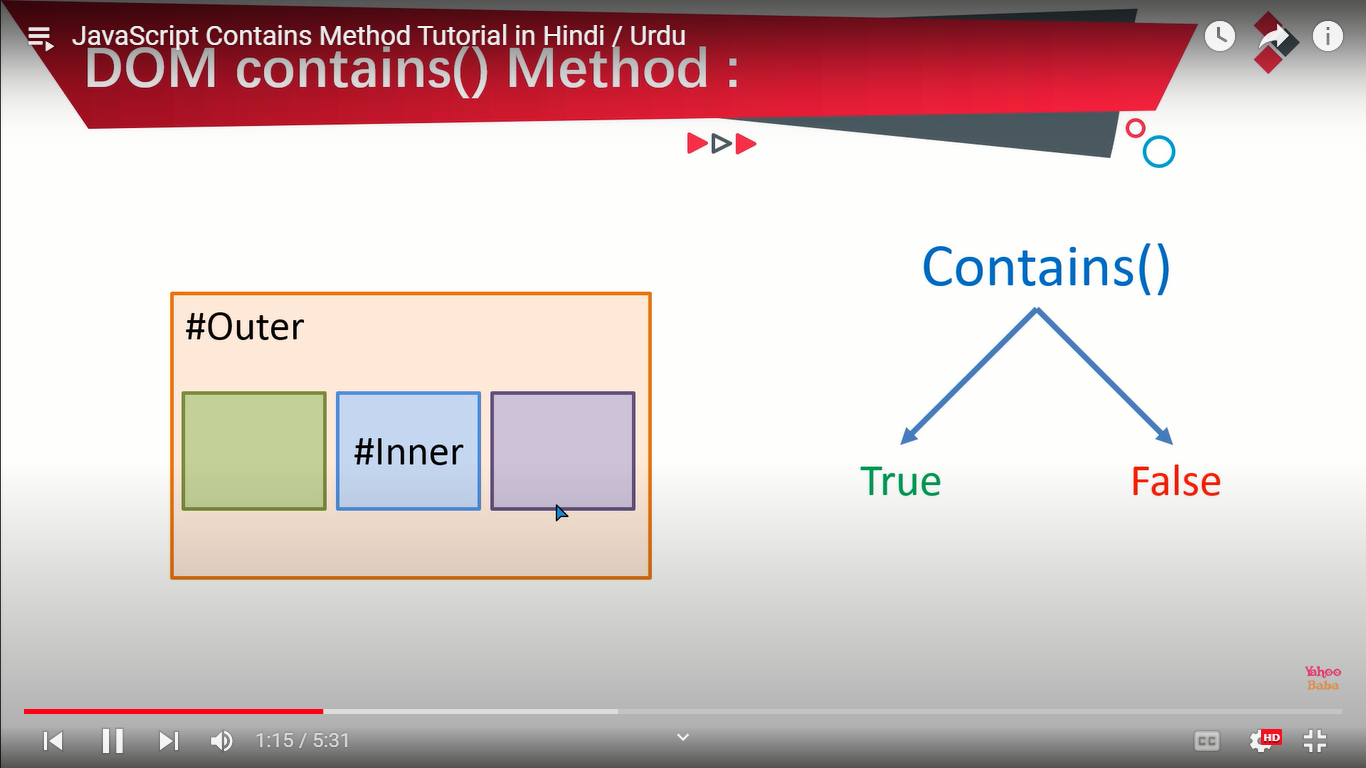 JavaScript Contains Method Tutorial in Hindi / Urdu
DOM contains() Method :
Contains()
#Outer
#Inner
True
False
Yahoo
Baba
1:15 / 5:31
CC
HD